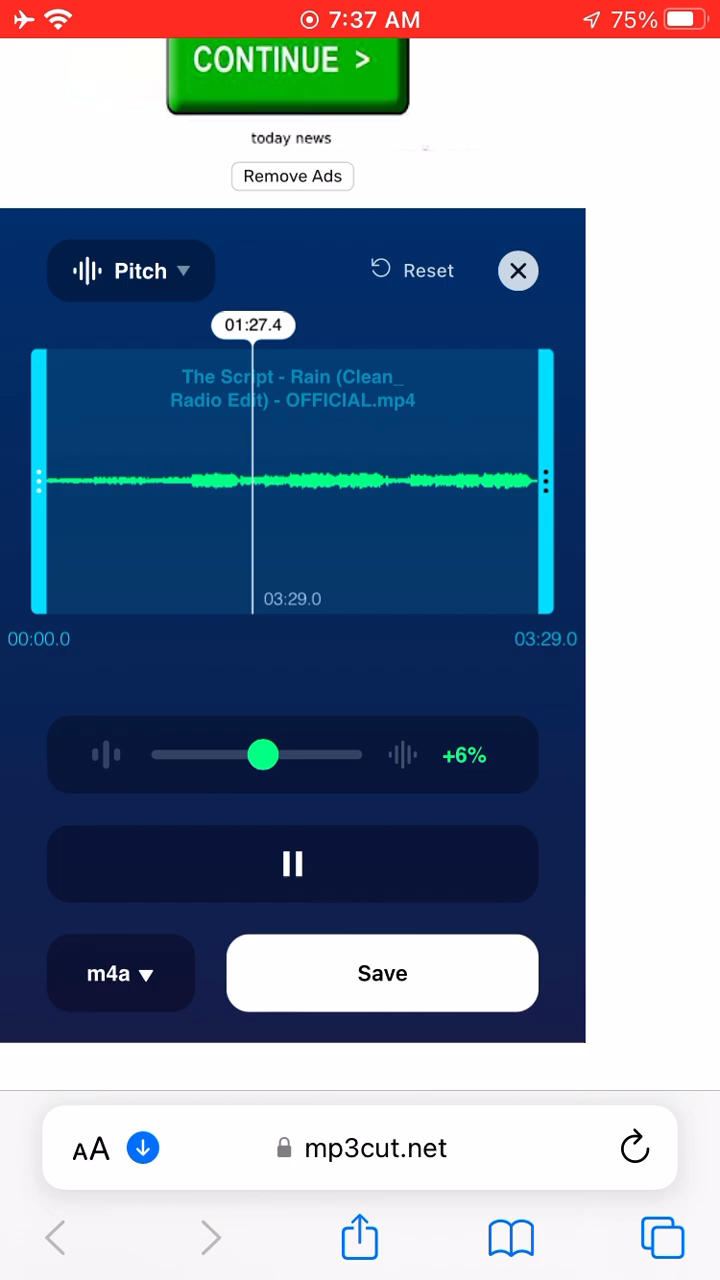 7:37 AM
75%
CONTINUE >
today news
Remove Ads
Pitch
Reset
01:27.4
The Script - Rain (Clean_
Radio Edit) - OFFICIAL.mp4
03:29.0
00:00.0
03:29.0
+6%
m4a
Save
AA
mp3cut.net